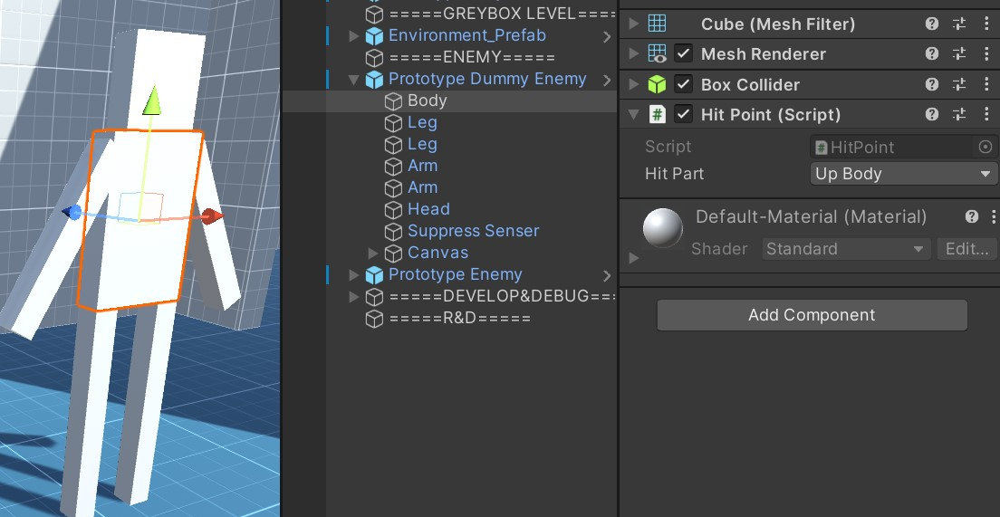 =====GREYBOX LEVEL====
Environment_Prefab
=====ENEMY=====
Prototype Dummy Enemy
Body
Leg
Leg
Arm
Arm
Head
Suppress Senser
Canvas
Prototype Enemy
=====DEVELOP&DEBUG===
=====R&D=====
Cube (Mesh Filter)
Mesh Renderer
Box Collider
# Hit Point (Script)
Script # HitPoint
Hit Part Up Body
Default-Material (Material)
Shader Standard Edit...
Add Component